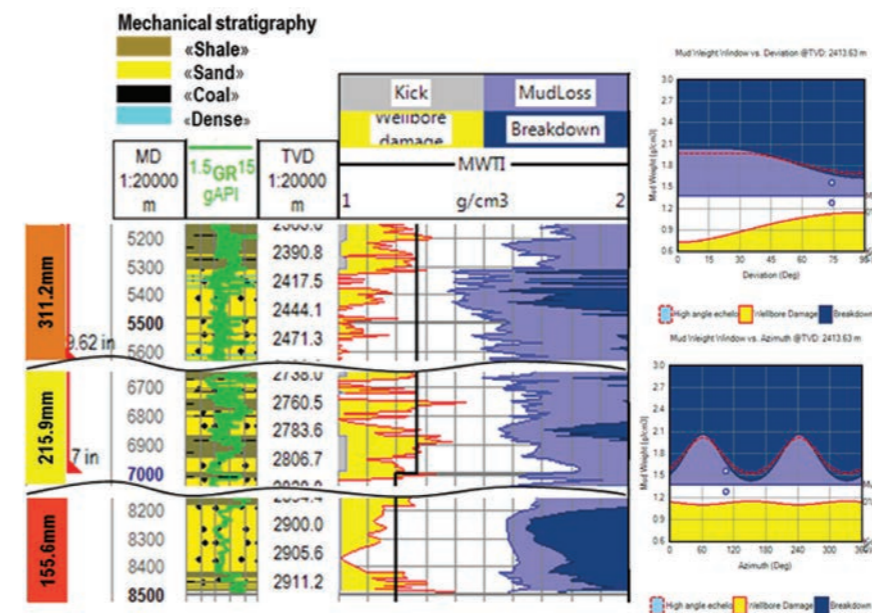 Mechanical stratigraphy
«Shale»
«Sand»
«Coal»
«Dense»
Kick
MudLoss
Wellbore
damage
Breakdown
MD
1:20000
m
1.5 GR 15
gAPI
TVD
1:20000
m
MWTI
1 g/cm3 2
311.2mm
9.62 in
5200
5300
5400
5500
5600
2390.8
2417.5
2444.1
2471.3
215.9mm
7 in
6700
6800
6900
7000
2738.0
2760.5
2783.6
2806.7
155.6mm
8200
8300
8400
8500
2900.0
2905.6
2911.2
Mud Weight Window vs. Deviation @TVD: 2413.63 m
Mud Weight [g/cm3]
3.0
2.7
2.4
2.1
1.8
1.5
1.2
0.9
0.6
0 15 30 45 60 75 90
Deviation (Deg)
High angle echelo
Wellbore Damage
Breakdown
Mud Weight Window vs. Azimuth @TVD: 2413.63 m
Mud Weight [g/cm3]
3.0
2.7
2.4
2.1
1.8
1.5
1.2
0.9
0.6
0 60 120 180 240 300 360
Azimuth (Deg)
High angle echelo
Wellbore Damage
Breakdown